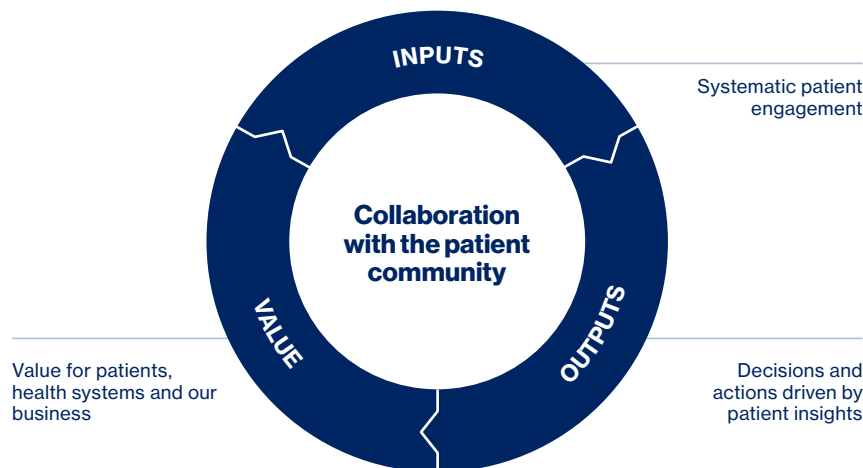 INPUTS
Systematic patient
engagement
Collaboration
with the patient
community
VALUE
OUTPUTS
Value for patients,
health systems and our
business
Decisions and
actions driven by
patient insights